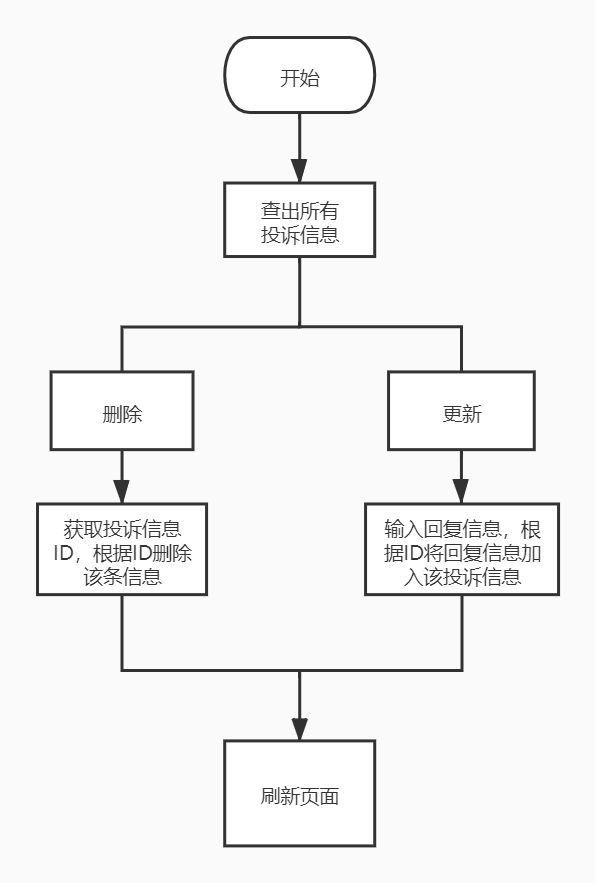 开始
查出所有
投诉信息
删除
更新
获取投诉信息
ID，根据ID删除
该条信息
输入回复信息，根
据ID将回复信息加
入该投诉信息
刷新页面